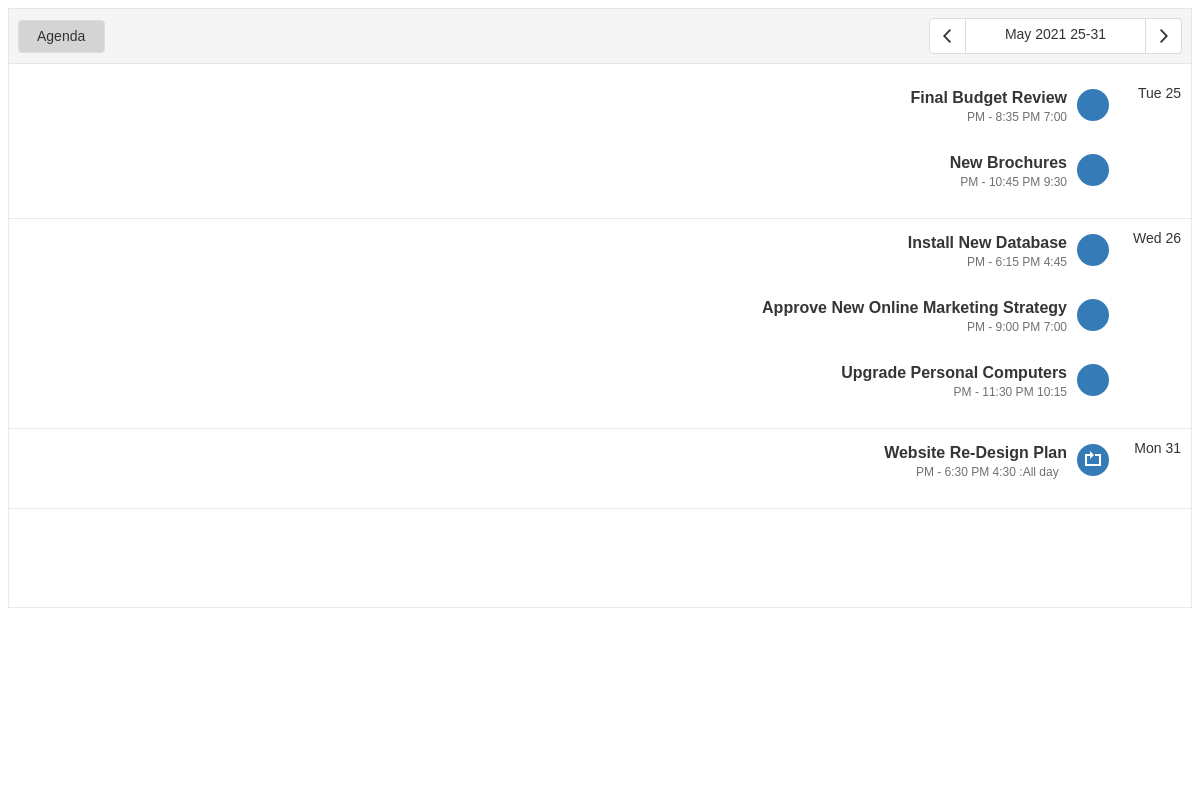 Agenda
May 2021 25-31
Tue 25
Final Budget Review
PM - 8:35 PM 7:00
New Brochures
PM - 10:45 PM 9:30
Wed 26
Install New Database
PM - 6:15 PM 4:45
Approve New Online Marketing Strategy
PM - 9:00 PM 7:00
Upgrade Personal Computers
PM - 11:30 PM 10:15
Mon 31
Website Re-Design Plan
PM - 6:30 PM 4:30 :All day